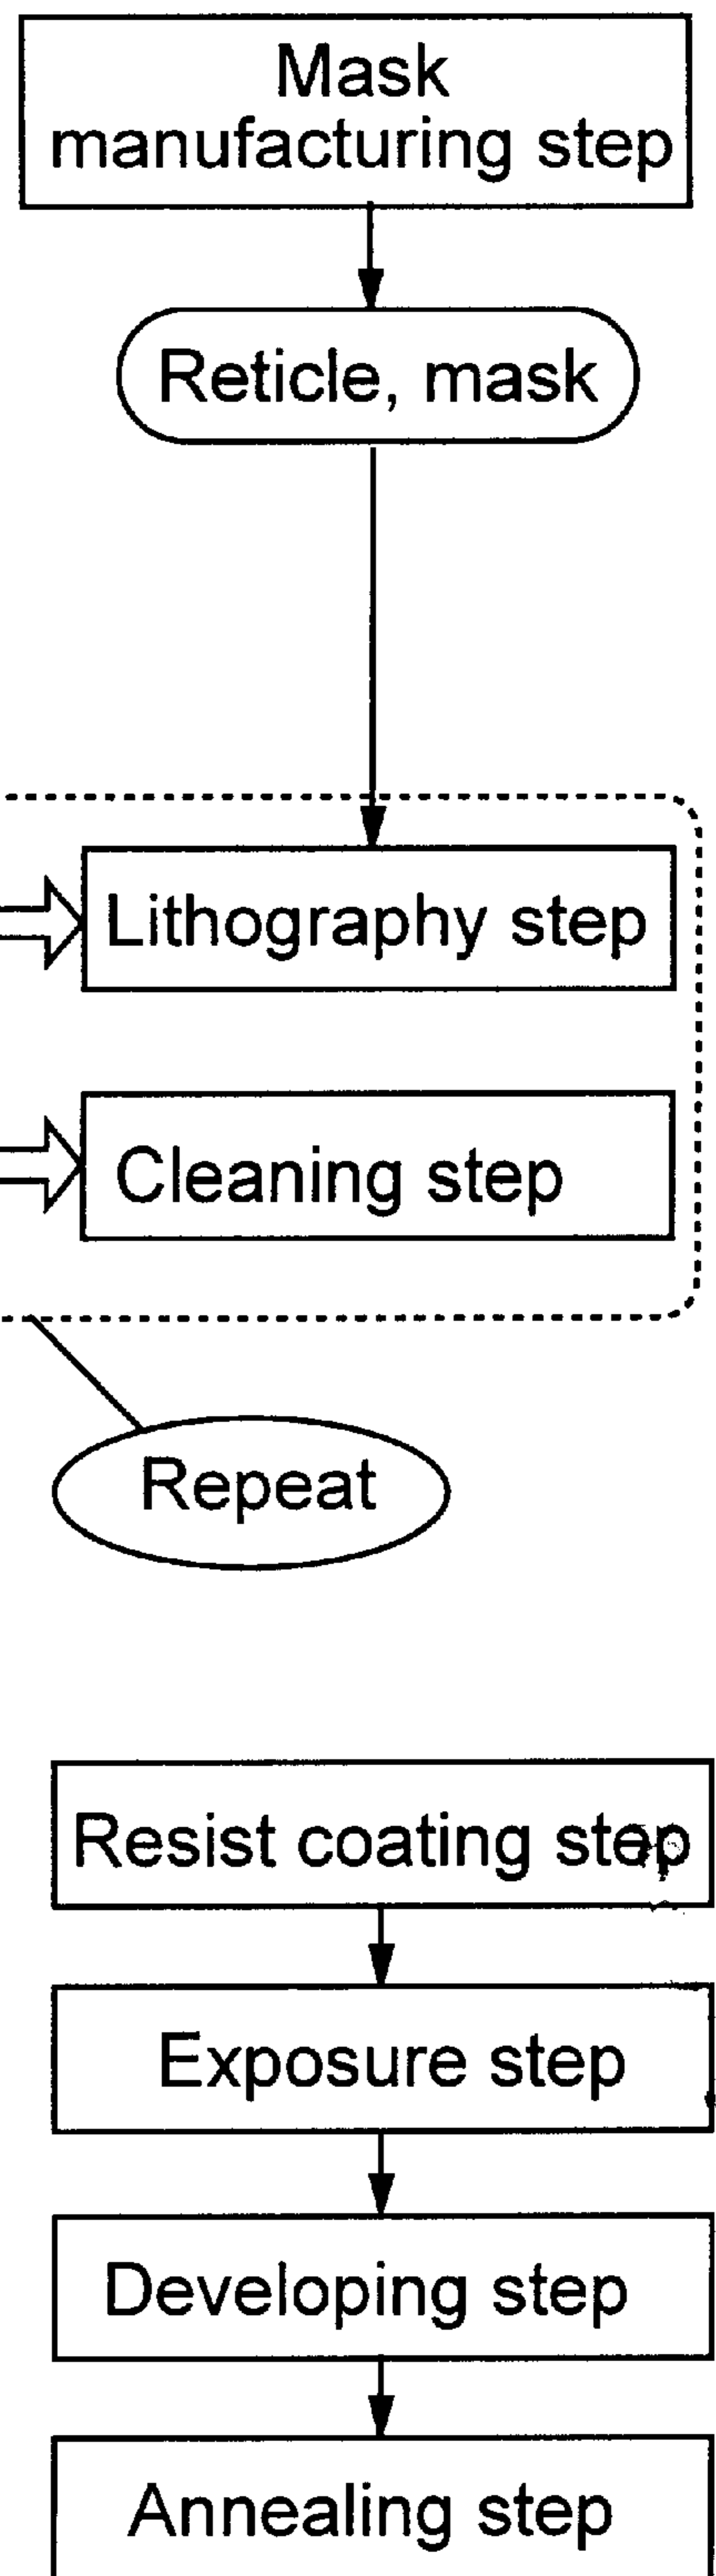 Mask
manufacturing step
Reticle, mask
Lithography step
Cleaning step
Repeat
Resist coating step
Exposure step
Developing step
Annealing step